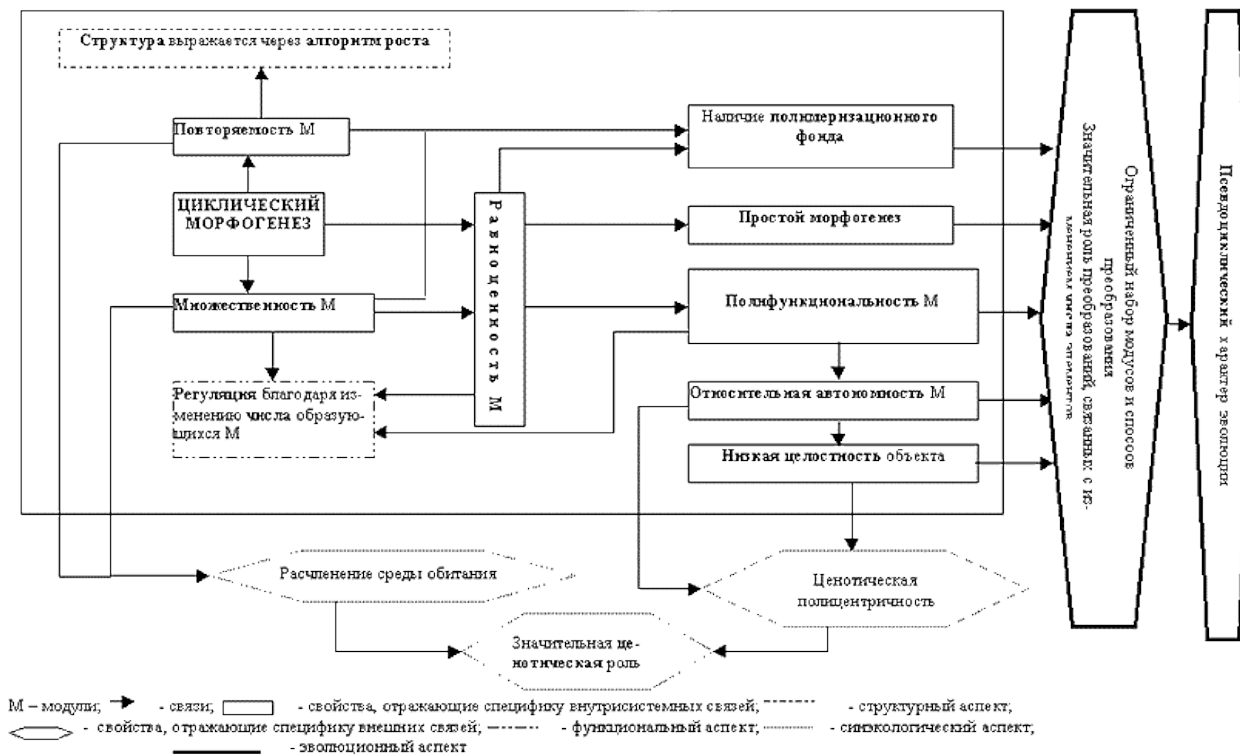 Структура выражается через алгоритм роста
Повторяемость М
Наличие полимеризационного
фонда
ЦИКЛИЧЕСКИЙ
МОРФОГЕНЕЗ
Равноценность М
Простой морфогенез
Множественность М
Полифункциональность М
Регуляция благодаря из-
менению числа образую-
щихся М
Относительная автономность М
Низкая целостность объекта
Ограниченный набор модусов и способов
преобразования
Значительная роль преобразований, связанных с из-
менением числа элементов
Псевдоциклический характер эволюции
Расчленение среды обитания
Ценотическая
полицентричность
Значительная це-
нотическая роль
М – модули; - связи; - свойства, отражающие специфику внутрисистемных связей; - структурный аспект;
- свойства, отражающие специфику внешних связей; - функциональный аспект; - синэкологический аспект;
- эволюционный аспект